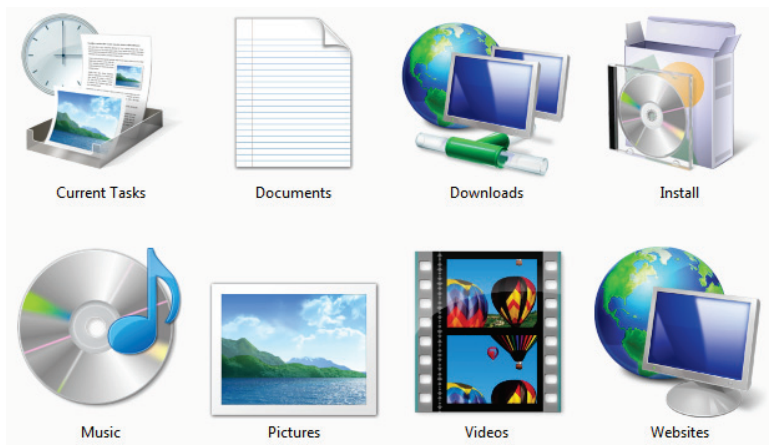 Current Tasks
Documents
Downloads
Install
Music
Pictures
Videos
Websites